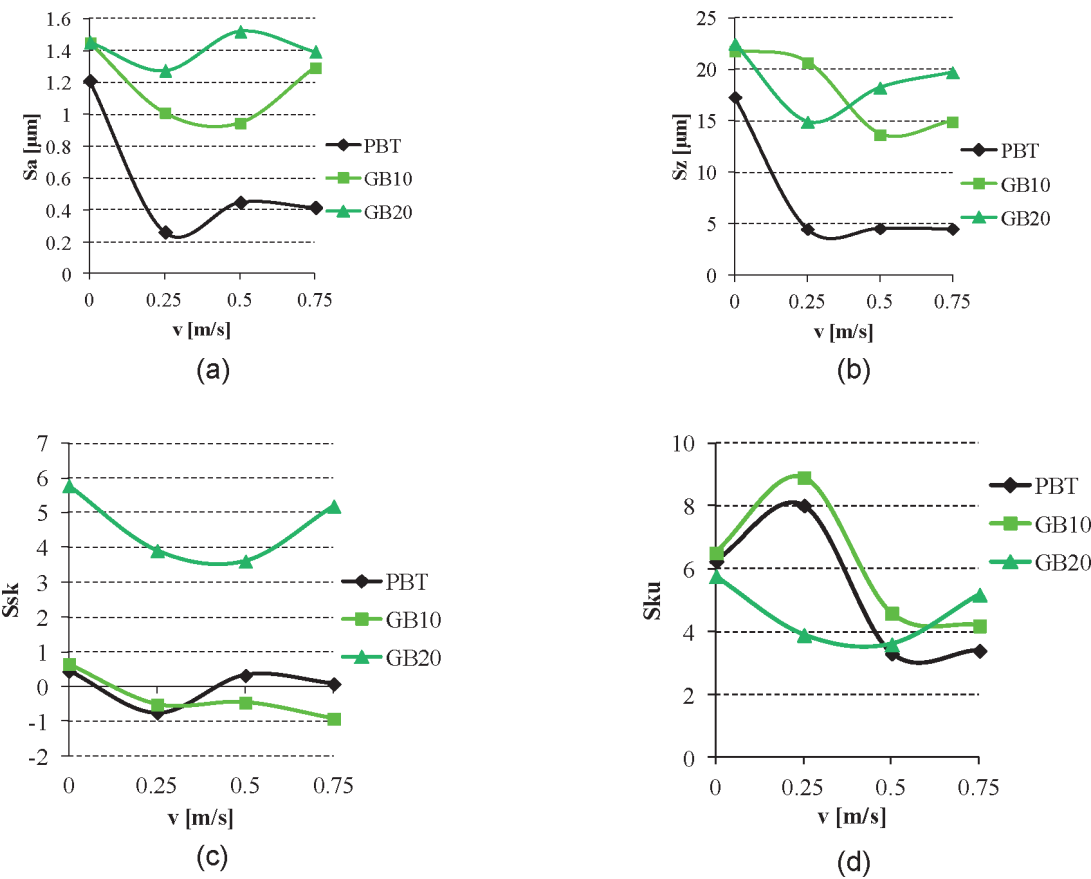 1.6
1.4
1.2
1
0.8
0.6
0.4
0.2
0
Sa [µm]
0 0.25 0.5 0.75
v [m/s]
PBT
GB10
GB20
(a)
25
20
15
10
5
0
Sz [µm]
0 0.25 0.5 0.75
v [m/s]
PBT
GB10
GB20
(b)
7
6
5
4
3
2
1
0
-1
-2
Ssk
0 0.25 0.5 0.75
v [m/s]
PBT
GB10
GB20
(c)
10
8
6
4
2
0
Sku
0 0.25 0.5 0.75
v [m/s]
PBT
GB10
GB20
(d)